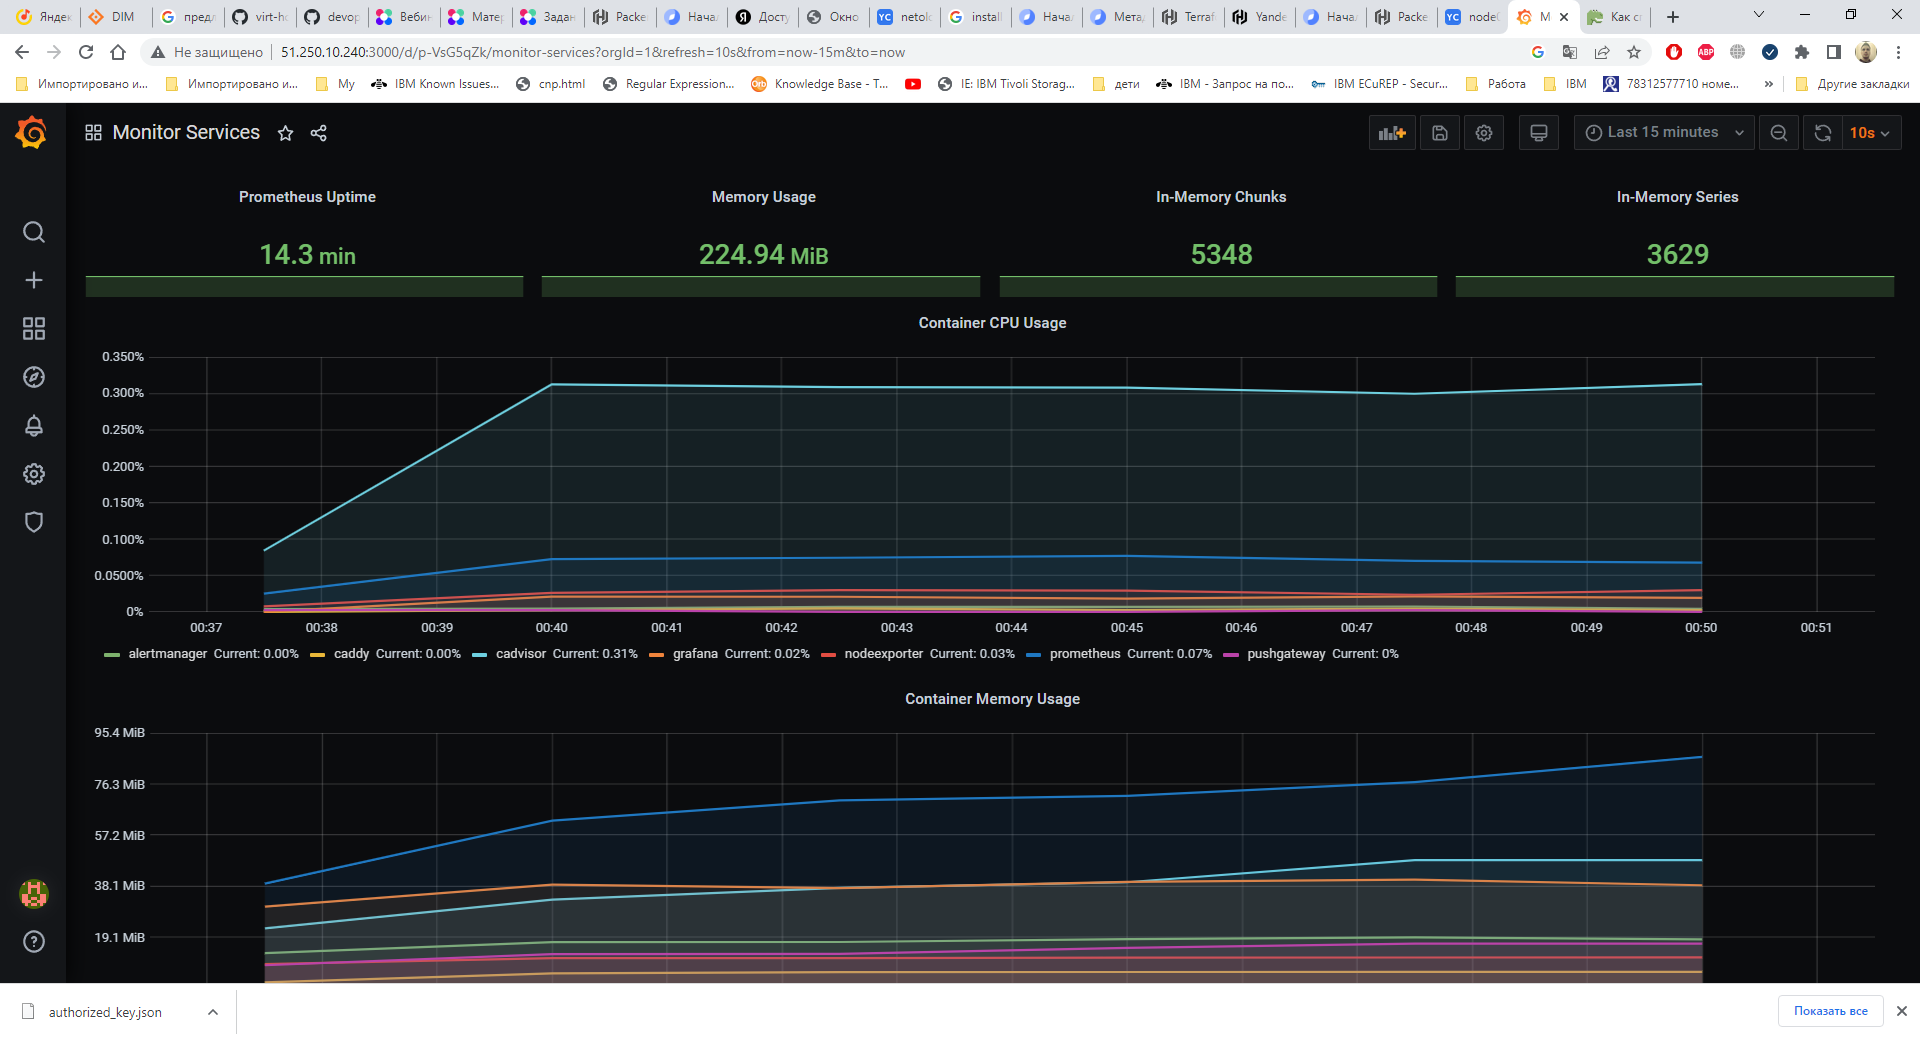 Яндек DIM предл virt-ho devop Вебин Матер Задан Packe Начал Досту Окно netolo install Начал Метад Terraf Yande Начал Packe node0 M Как сг
Не защищено 51.250.10.240:3000/d/p-VsG5qZk/monitor-services?orgId=1&refresh=10s&from=now-15m&to=now
Импортировано и... Импортировано и... My IBM Known Issues... cnp.html Regular Expression... Knowledge Base - T... IE: IBM Tivoli Storag... дети IBM - Запрос на по... IBM ECuREP - Secur... Работа IBM 78312577710 номе... » Другие закладки
Monitor Services Last 15 minutes 10s
Prometheus Uptime Memory Usage In-Memory Chunks In-Memory Series
14.3 min 224.94 MiB 5348 3629
Container CPU Usage
0.350%
0.300%
0.250%
0.200%
0.150%
0.100%
0.0500%
0%
00:37 00:38 00:39 00:40 00:41 00:42 00:43 00:44 00:45 00:46 00:47 00:48 00:49 00:50 00:51
alertmanager Current: 0.00% caddy Current: 0.00% cadvisor Current: 0.31% grafana Current: 0.02% nodeexporter Current: 0.03% prometheus Current: 0.07% pushgateway Current: 0%
Container Memory Usage
95.4 MiB
76.3 MiB
57.2 MiB
38.1 MiB
19.1 MiB
authorized_key.json Показать все